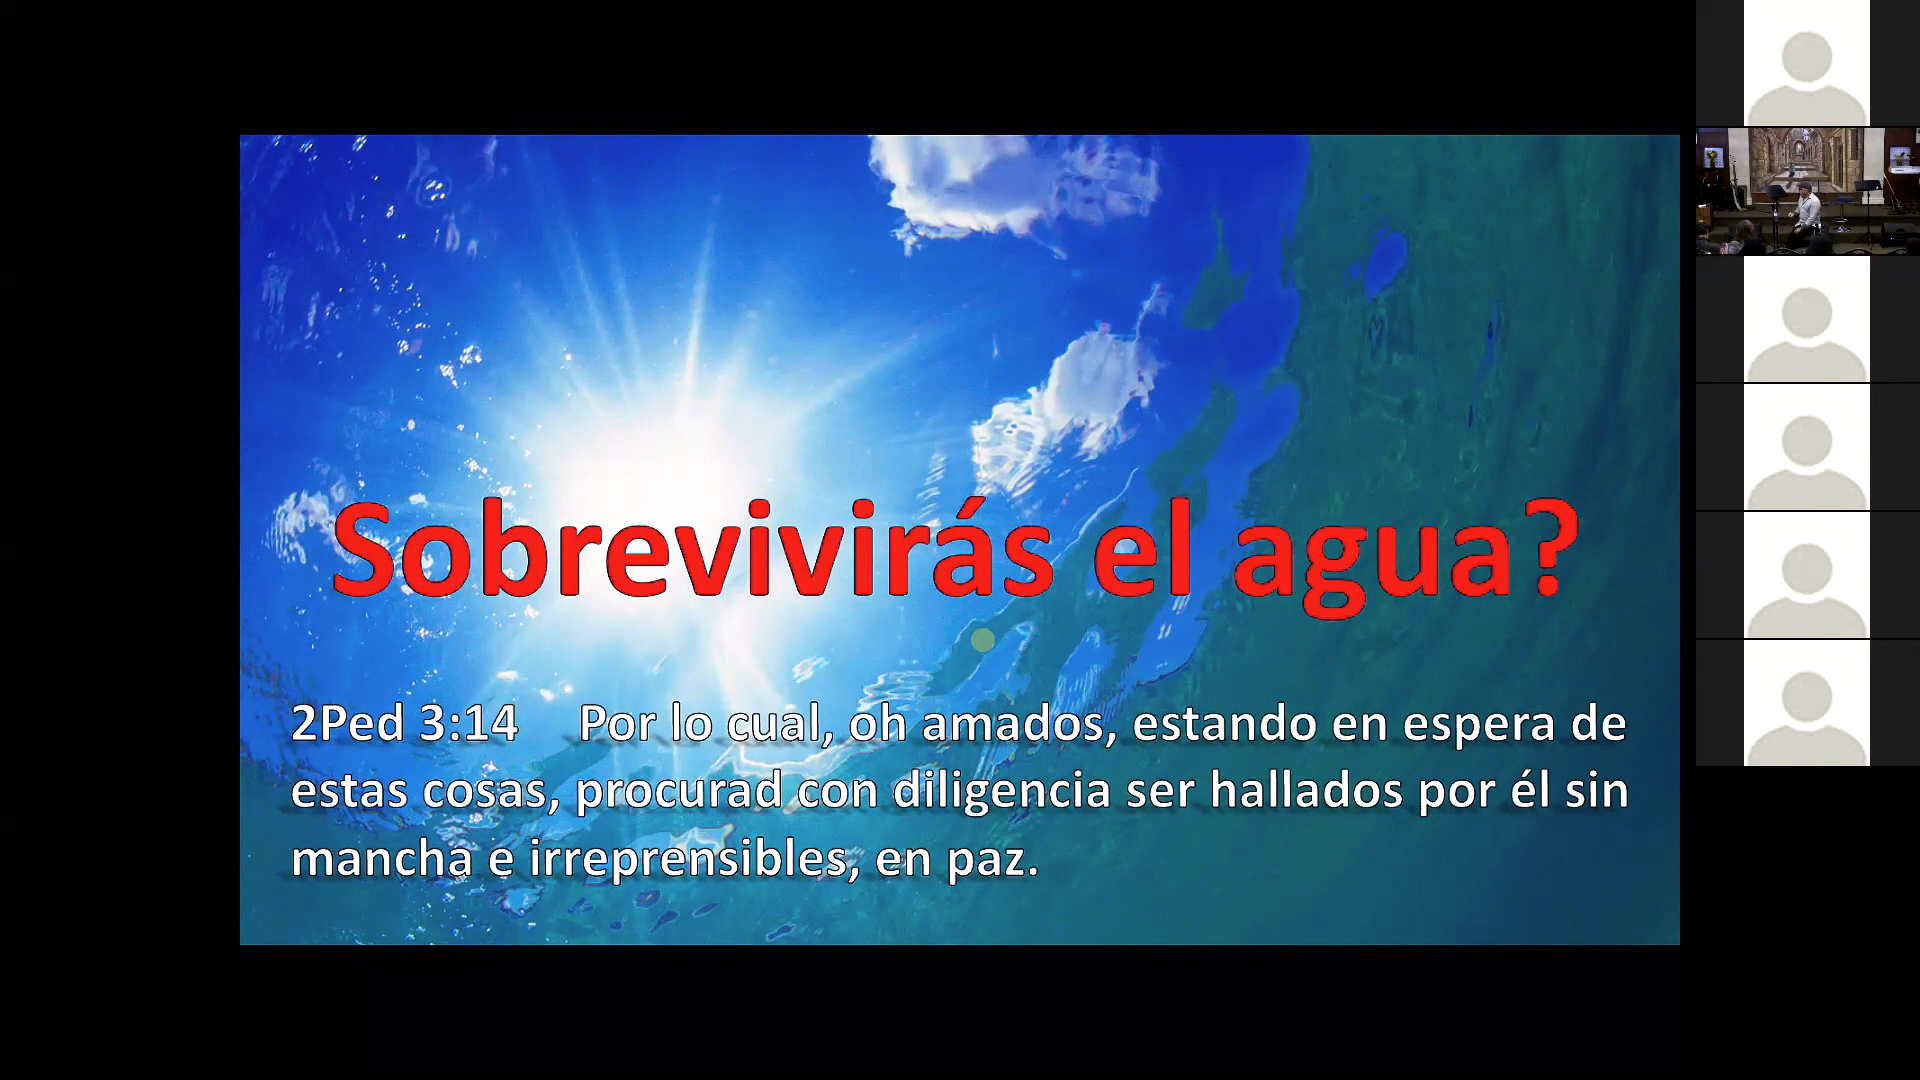 Sobrevivirás el agua?
2Ped 3:14 Por lo cual, oh amados, estando en espera de
estas cosas, procurad con diligencia ser hallados por él sin
mancha e irreprensibles, en paz.